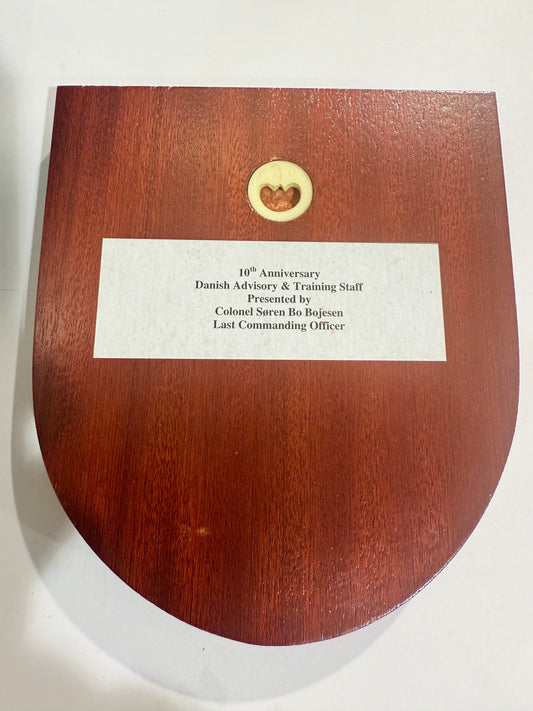 10th Anniversary
Danish Advisory & Training Staff
Presented by
Colonel Søren Bo Bojesen
Last Commanding Officer